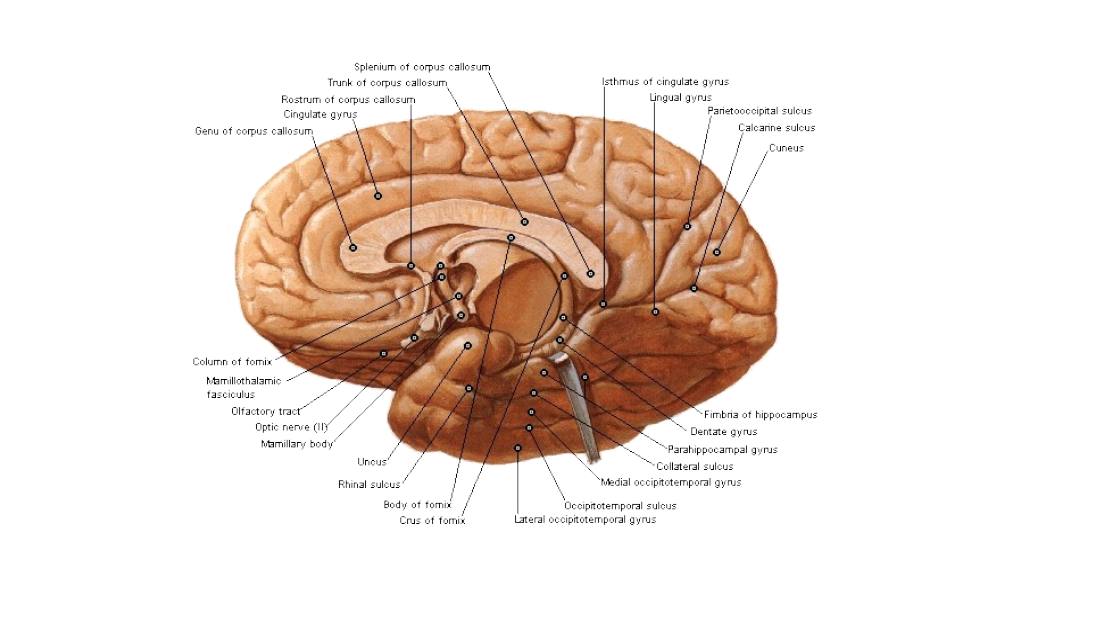 Splenium of corpus callosum
Trunk of corpus callosum
Rostrum of corpus callosum
Cingulate gyrus
Genu of corpus callosum
Isthmus of cingulate gyrus
Lingual gyrus
Parietooccipital sulcus
Calcarine sulcus
Cuneus
Column of fornix
Mamillothalamic
fasciculus
Olfactory tract
Optic nerve (II)
Mamillary body
Uncus
Rhinal sulcus
Body of fornix
Crus of fornix
Fimbria of hippocampus
Dentate gyrus
Parahippocampal gyrus
Collateral sulcus
Medial occipitotemporal gyrus
Occipitotemporal sulcus
Lateral occipitotemporal gyrus